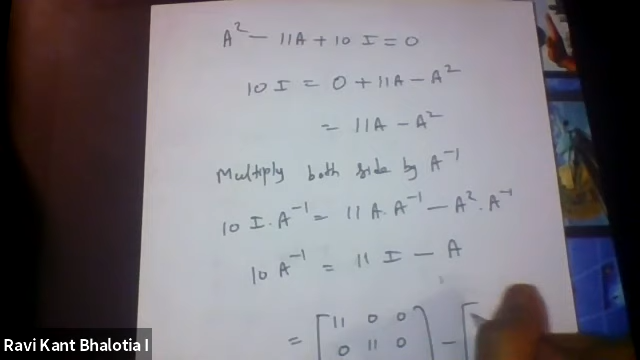 A² - 11A + 10 I = 0
10 I = 0 + 11A - A²
= 11A - A²
Multiply both side by A⁻¹
10 I . A⁻¹ = 11 A . A⁻¹ - A² . A⁻¹
10 A⁻¹ = 11 I - A
= [ 11 0 0 ] - [
0 11 0
Ravi Kant Bhalotia I